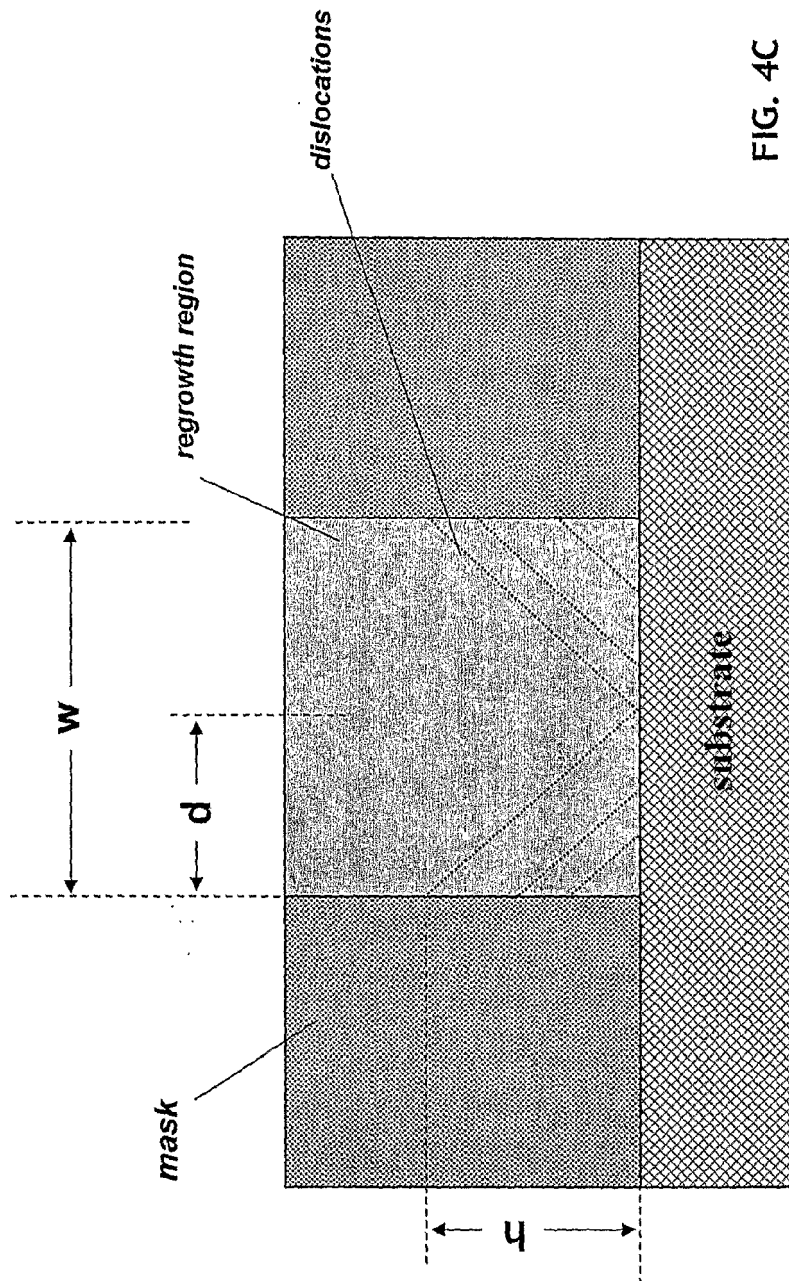 w
d
regrowth region
dislocations
mask
h
substrate
FIG. 4C